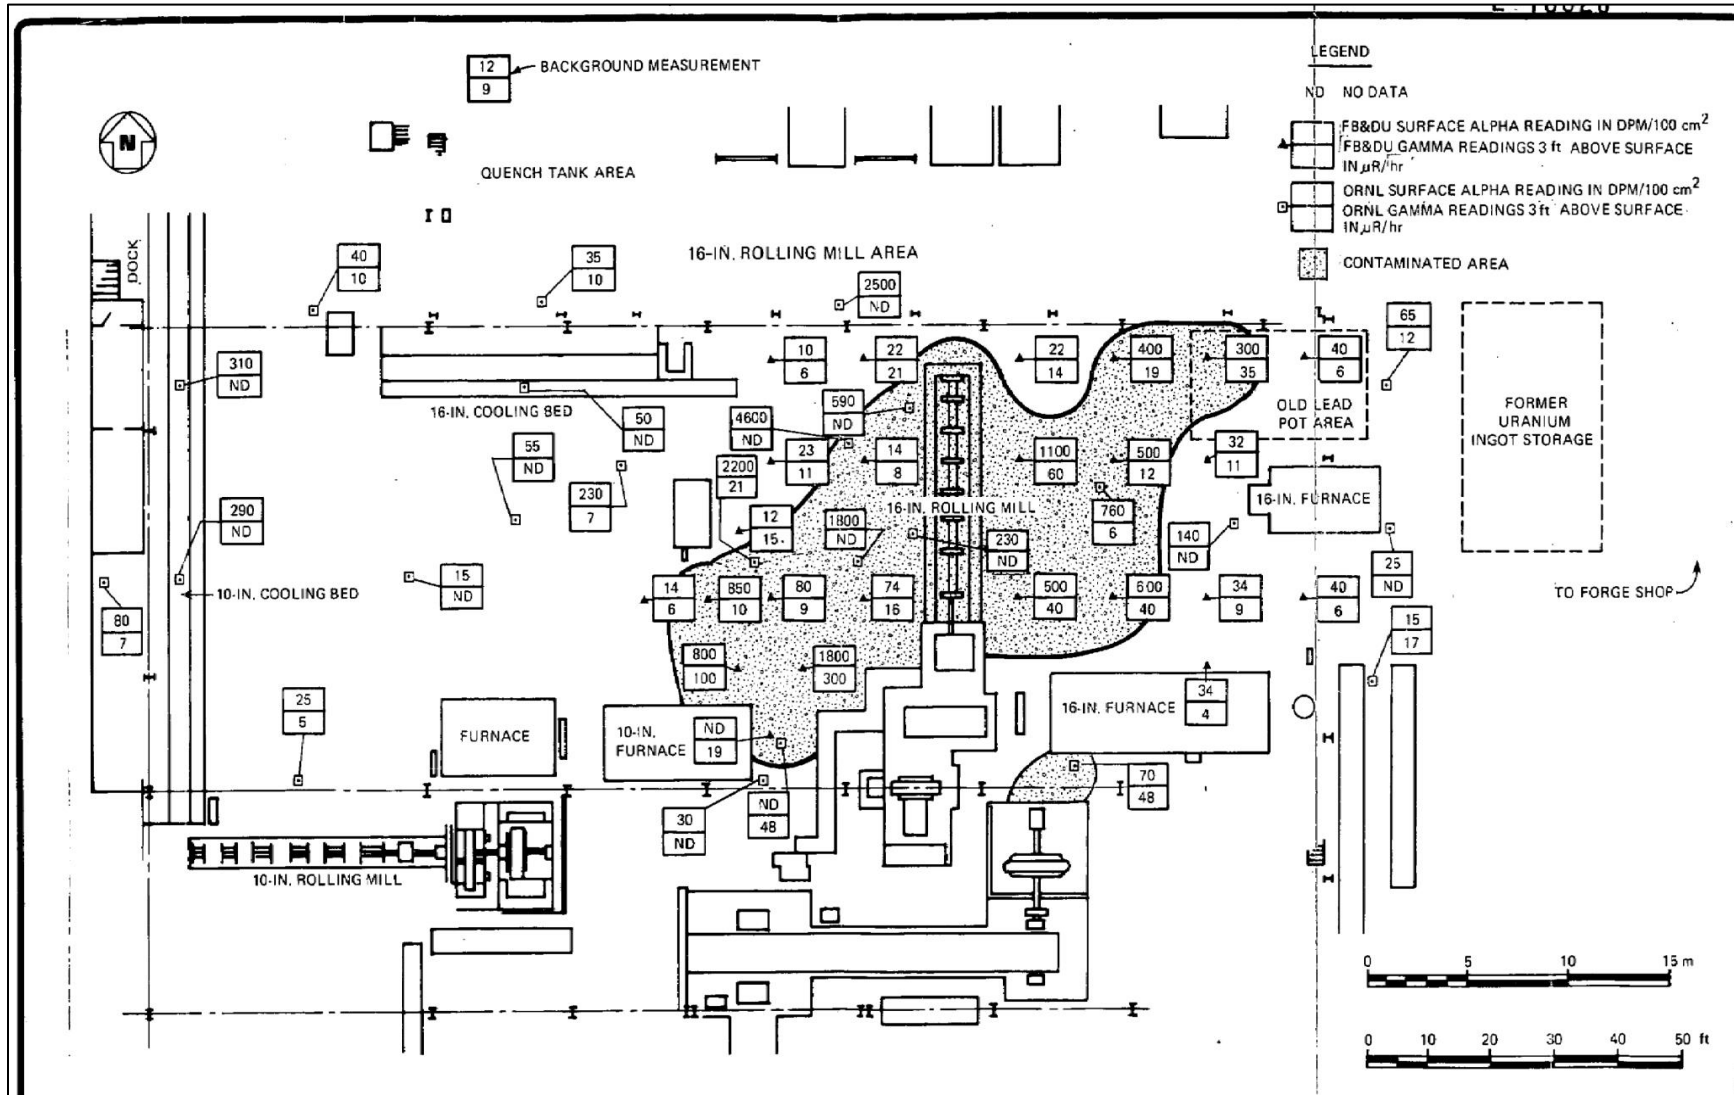 12
9
BACKGROUND MEASUREMENT
LEGEND
ND NO DATA
FB&DU SURFACE ALPHA READING IN DPM/100 cm²
FB&DU GAMMA READINGS 3 ft ABOVE SURFACE
IN µR/hr
ORNL SURFACE ALPHA READING IN DPM/100 cm²
ORNL GAMMA READINGS 3 ft ABOVE SURFACE
IN µR/hr
CONTAMINATED AREA
N
QUENCH TANK AREA
DOCK
16-IN. ROLLING MILL AREA
40
10
35
10
2500
ND
65
12
310
ND
10
6
22
21
22
14
400
19
300
35
40
6
16-IN. COOLING BED
50
ND
4600
ND
590
ND
OLD LEAD
POT AREA
FORMER
URANIUM
INGOT STORAGE
55
ND
2200
21
23
11
14
8
1100
60
500
12
32
11
290
ND
230
7
12
15
1800
ND
16-IN. ROLLING MILL
230
ND
760
6
140
ND
16-IN. FURNACE
25
ND
10-IN. COOLING BED
15
ND
80
7
14
6
850
10
80
9
74
16
500
40
600
40
34
9
40
6
TO FORGE SHOP
15
17
800
100
1800
300
25
5
FURNACE
10-IN.
FURNACE
ND
19
16-IN. FURNACE
34
4
70
48
30
ND
ND
48
10-IN. ROLLING MILL
0 5 10 15 m
0 10 20 30 40 50 ft